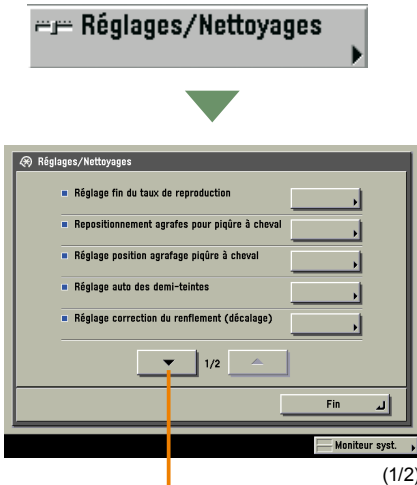 Réglages/Nettoyages
Réglages/Nettoyages
Réglage fin du taux de reproduction
Repositionnement agrafes pour piqûre à cheval
Réglage position agrafage piqûre à cheval
Réglage auto des demi-teintes
Réglage correction du renflement (décalage)
1/2
Fin
Moniteur syst.
(1/2)